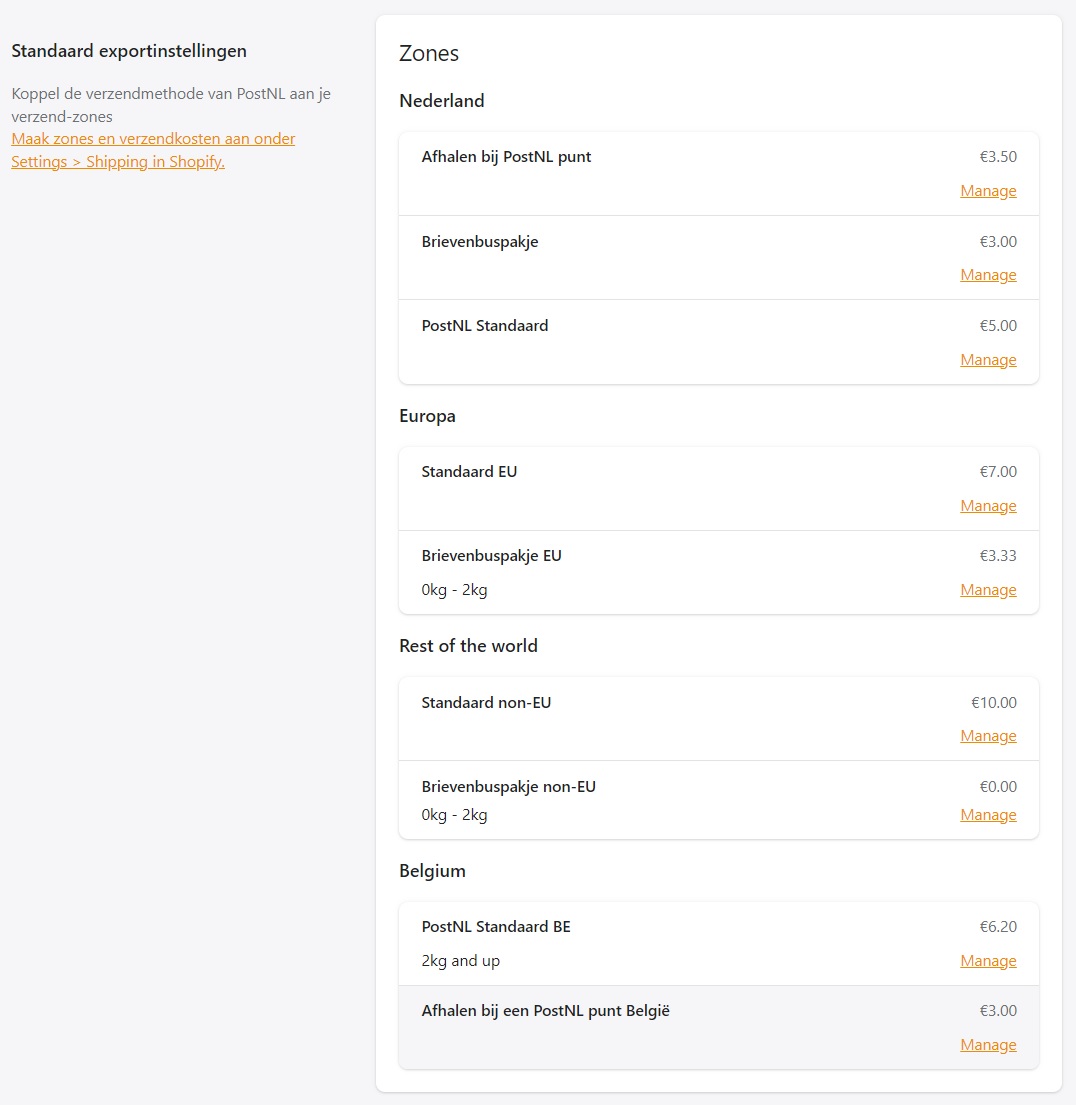 Standaard exportinstellingen
Koppel de verzendmethode van PostNL aan je
verzend-zones
Maak zones en verzendkosten aan onder
Settings > Shipping in Shopify.
Zones
Nederland
Afhalen bij PostNL punt €3.50
Manage
Brievenbuspakje €3.00
Manage
PostNL Standaard €5.00
Manage
Europa
Standaard EU €7.00
Manage
Brievenbuspakje EU €3.33
0kg - 2kg Manage
Rest of the world
Standaard non-EU €10.00
Manage
Brievenbuspakje non-EU €0.00
0kg - 2kg Manage
Belgium
PostNL Standaard BE €6.20
2kg and up Manage
Afhalen bij een PostNL punt België €3.00
Manage